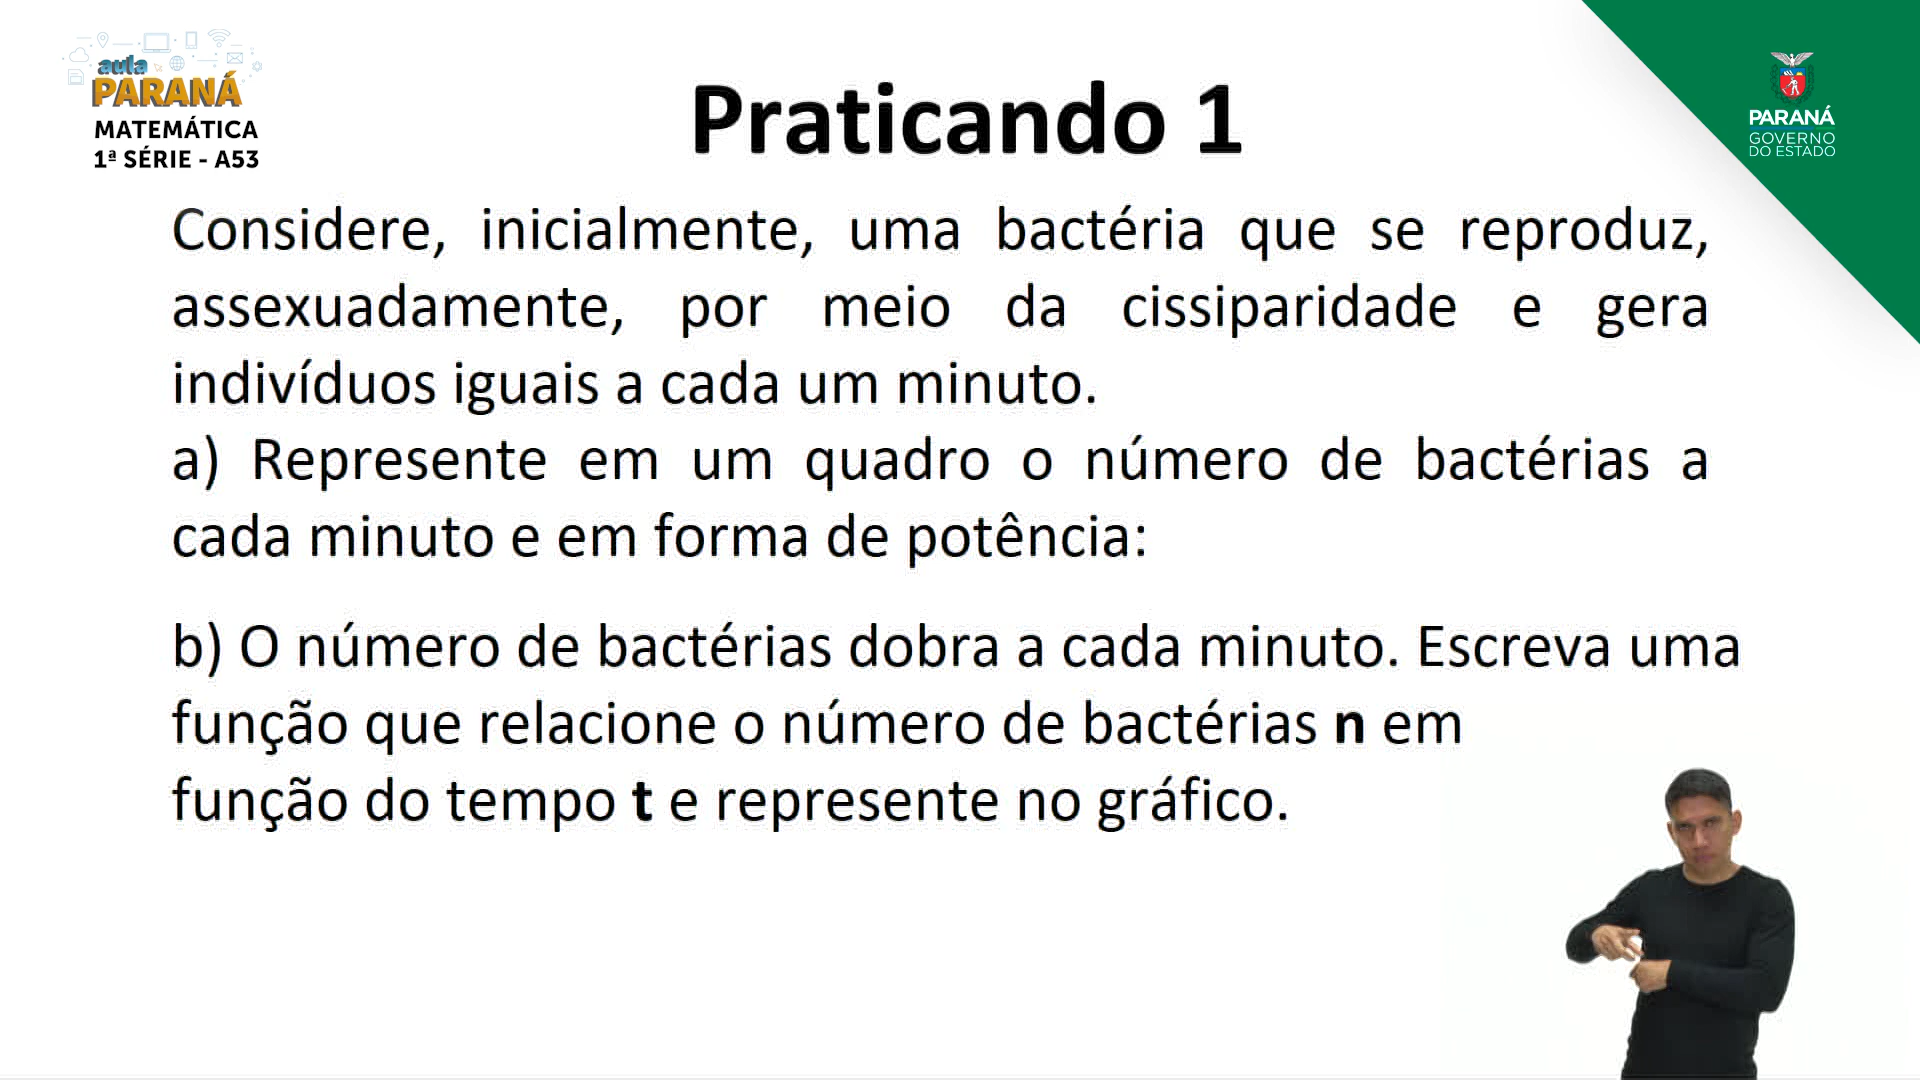 aula
PARANÁ
MATEMÁTICA
1ª SÉRIE - A53
Praticando 1
PARANÁ
GOVERNO
DO ESTADO
Considere, inicialmente, uma bactéria que se reproduz,
assexuadamente, por meio da cissiparidade e gera
indivíduos iguais a cada um minuto.
a) Represente em um quadro o número de bactérias a
cada minuto e em forma de potência:
b) O número de bactérias dobra a cada minuto. Escreva uma
função que relacione o número de bactérias n em
função do tempo t e represente no gráfico.